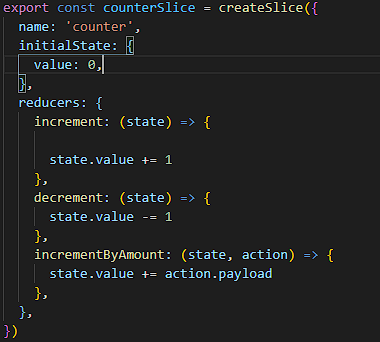 export const counterSlice = createSlice({
  name: 'counter',
  initialState: {
    value: 0,
  },
  reducers: {
    increment: (state) => {

      state.value += 1
    },
    decrement: (state) => {
      state.value -= 1
    },
    incrementByAmount: (state, action) => {
      state.value += action.payload
    },
  },
})